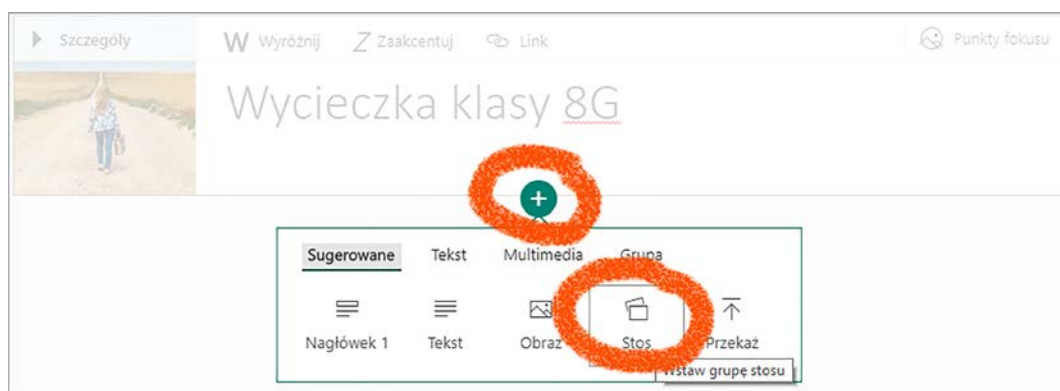 Szczegóły
W Wyróżnij Z Zaakcentuj Link Punkty fokusu
Wycieczka klasy 8G
Sugerowane Tekst Multimedia Grupa
Nagłówek 1 Tekst Obraz Stos Przekaż
Wstaw grupę stosu